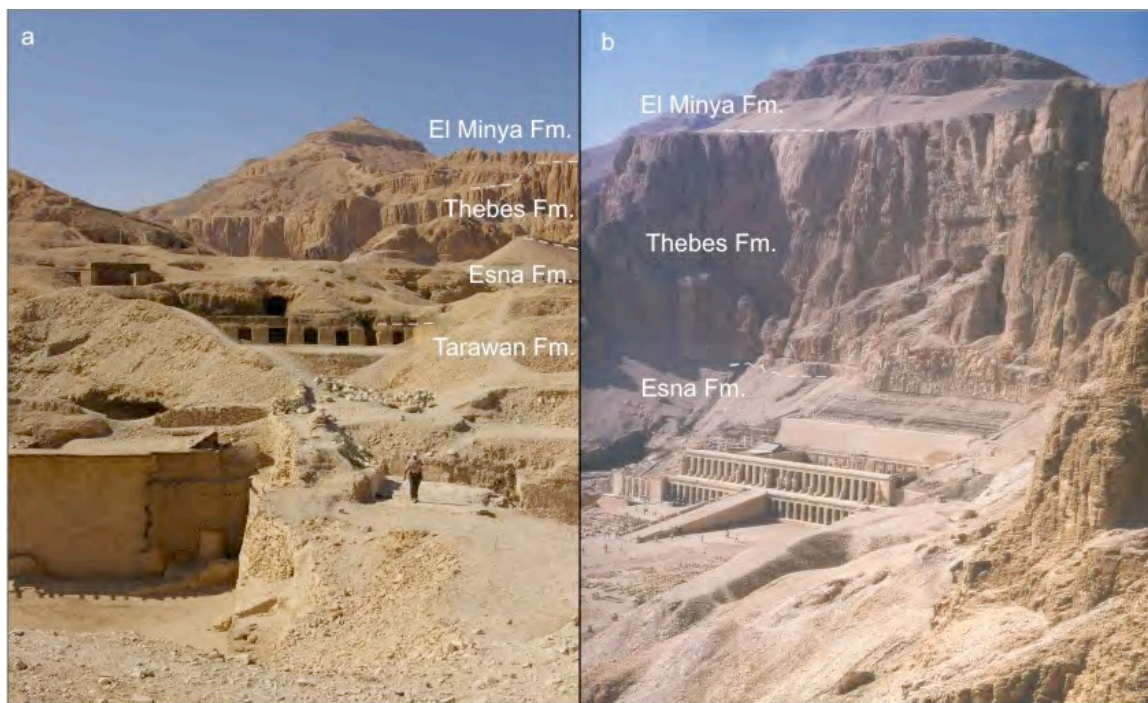 a
El Minya Fm.
Thebes Fm.
Esna Fm.
Tarawan Fm.
b
El Minya Fm.
Thebes Fm.
Esna Fm.